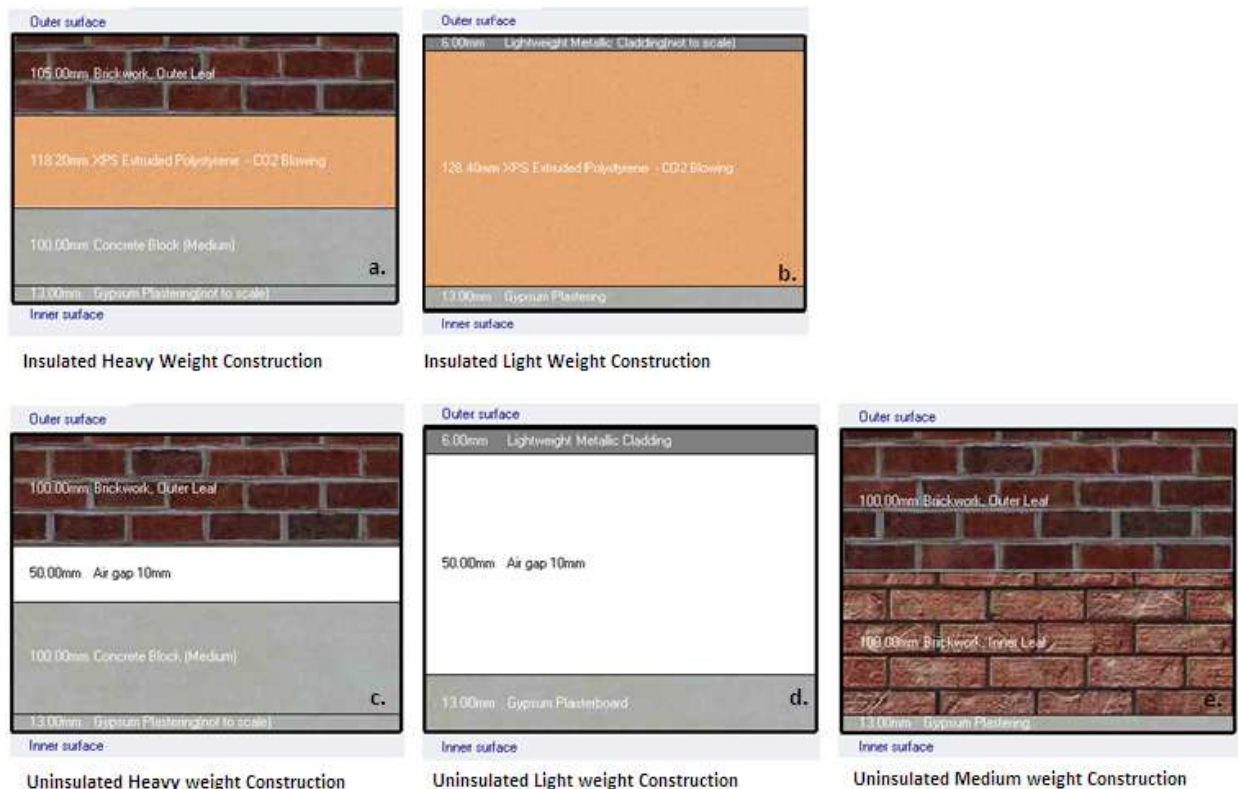 Outer surface
105.00mm Brickwork, Outer Leaf
118.20mm XPS Extruded Polystyrene - CO2 Blowing
100.00mm Concrete Block (Medium)
a.
13.00mm Gypsum Plastering(not to scale)
Inner surface
Insulated Heavy Weight Construction
Outer surface
6.00mm Lightweight Metallic Cladding(not to scale)
128.40mm XPS Extruded Polystyrene - CO2 Blowing
b.
13.00mm Gypsum Plastering
Inner surface
Insulated Light Weight Construction
Outer surface
100.00mm Brickwork, Outer Leaf
50.00mm Air gap 10mm
100.00mm Concrete Block (Medium)
c.
13.00mm Gypsum Plastering(not to scale)
Inner surface
Uninsulated Heavy weight Construction
Outer surface
6.00mm Lightweight Metallic Cladding
50.00mm Air gap 10mm
13.00mm Gypsum Plasterboard
d.
Inner surface
Uninsulated Light weight Construction
Outer surface
100.00mm Brickwork, Outer Leaf
Brickwork, Inner Leaf
e.
13.00mm Gypsum Plastering
Inner surface
Uninsulated Medium weight Construction